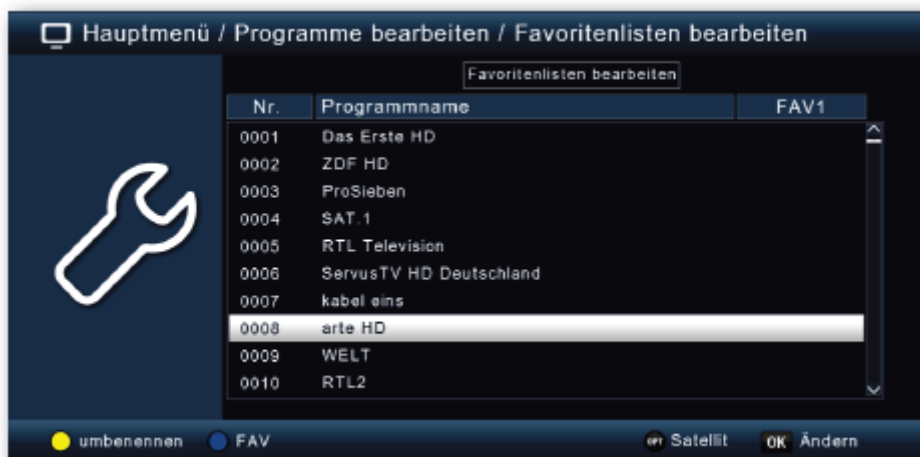 Hauptmenü / Programme bearbeiten / Favoritenlisten bearbeiten
Favoritenlisten bearbeiten
Nr. Programmname FAV1
0001 Das Erste HD
0002 ZDF HD
0003 ProSieben
0004 SAT.1
0005 RTL Television
0006 ServusTV HD Deutschland
0007 kabel eins
0008 arte HD
0009 WELT
0010 RTL2
umbenennen FAV OPT Satellit OK Ändern